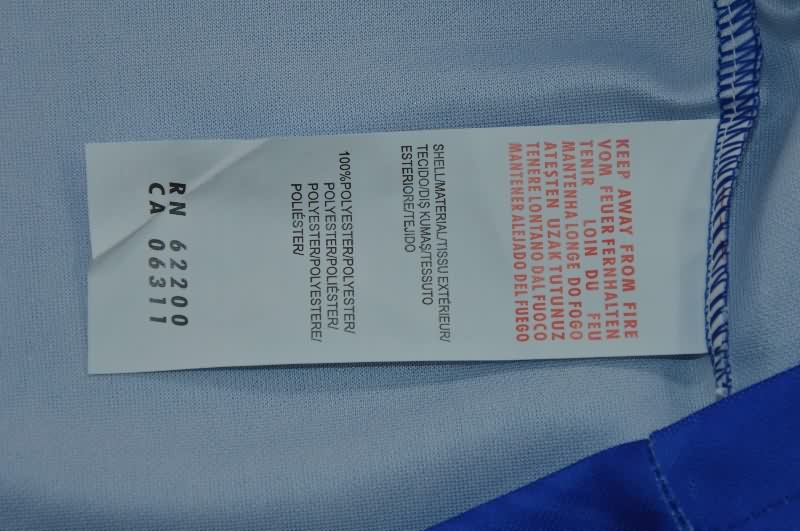 KEEP AWAY FROM FIRE
VOM FEUER FERNHALTEN
TENIR LOIN DU FEU
MANTENHA LONGE DO FOGO
ATEŞTEN UZAK TUTUNUZ
TENERE LONTANO DAL FUOCO
MANTENER ALEJADO DEL FUEGO
SHELL/MATERIAL/TISSU EXTÉRIEUR/
TECIDO/DIŞ KUMAŞ/TESSUTO
ESTERIORE/TEJIDO
100%POLYESTER/POLYESTER/
POLYESTER/POLIÉSTER/
POLYESTER/POLYESTERE/
POLIÉSTER/
RN 62200
CA 06311